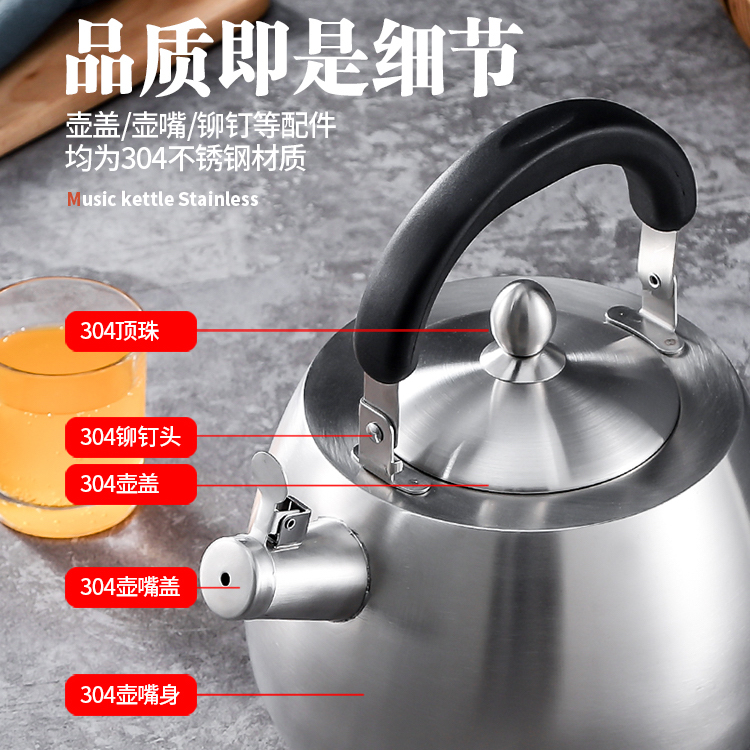 品质即是细节
壶盖/壶嘴/铆钉等配件
均为304不锈钢材质
Music kettle Stainless
304顶珠
304铆钉头
304壶盖
304壶嘴盖
304壶嘴身